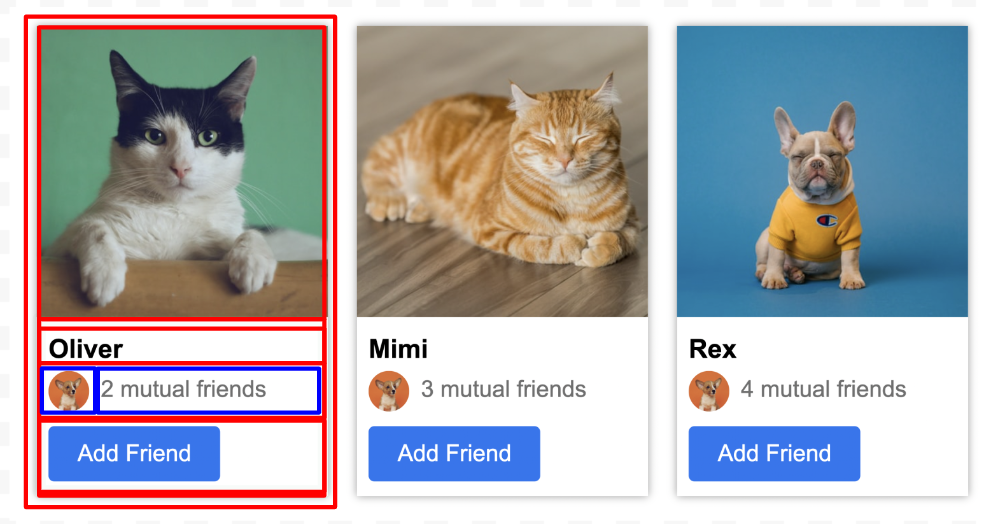 Oliver
2 mutual friends
Add Friend
Mimi
3 mutual friends
Add Friend
Rex
4 mutual friends
Add Friend